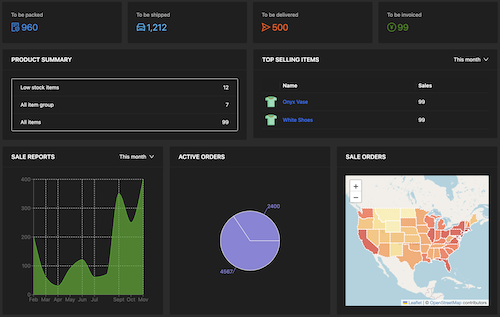 To be packed
960
To be shipped
1,212
To be delivered
500
To be invoiced
99
PRODUCT SUMMARY
Low stock items 12
All item group 7
All items 99
TOP SELLING ITEMS This month
Name Sales
Onyx Vase 99
White Shoes 99
SALE REPORTS This month
400
300
200
100
0
Feb Mar Apr May Jun Jul Sept Oct Nov
ACTIVE ORDERS
2400
4567
SALE ORDERS
+
−
Leaflet | © OpenStreetMap contributors